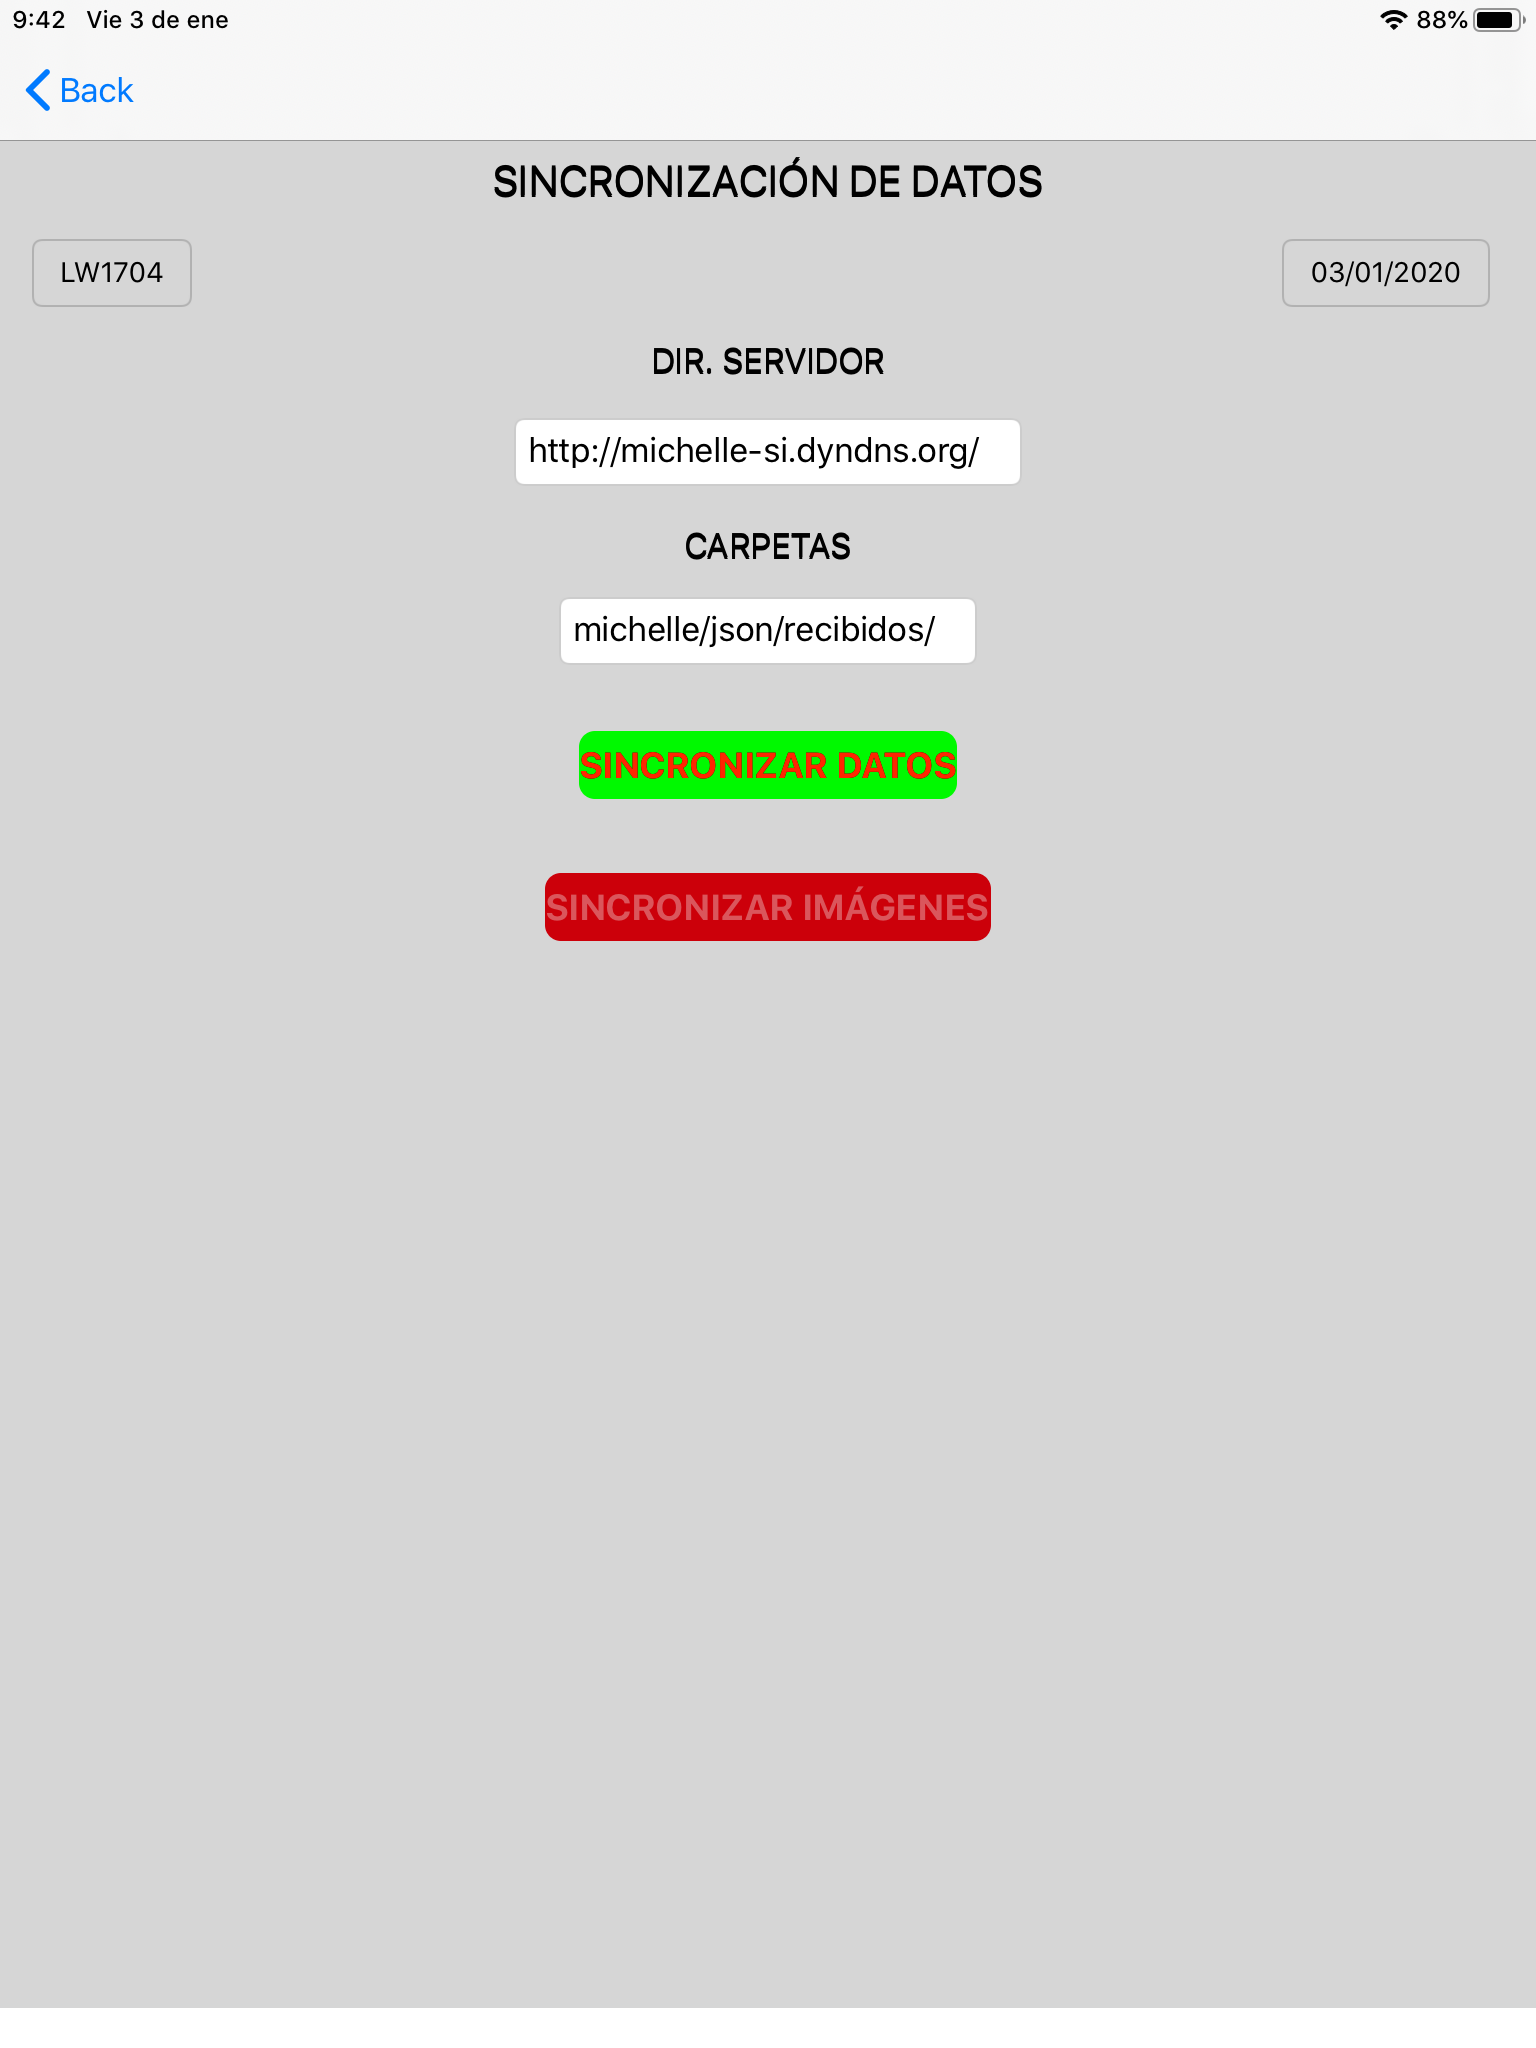 9:42 Vie 3 de ene 88%
Back
SINCRONIZACIÓN DE DATOS
LW1704 03/01/2020
DIR. SERVIDOR
http://michelle-si.dyndns.org/
CARPETAS
michelle/json/recibidos/
SINCRONIZAR DATOS
SINCRONIZAR IMÁGENES